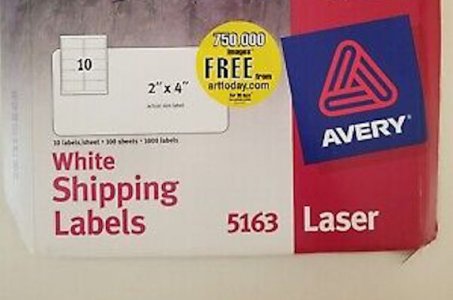 10
2" x 4"
actual size label
750,000
images
FREE
from
arttoday.com
AVERY
10 labels/sheet • 100 sheets • 1000 labels
White
Shipping
Labels
5163
Laser